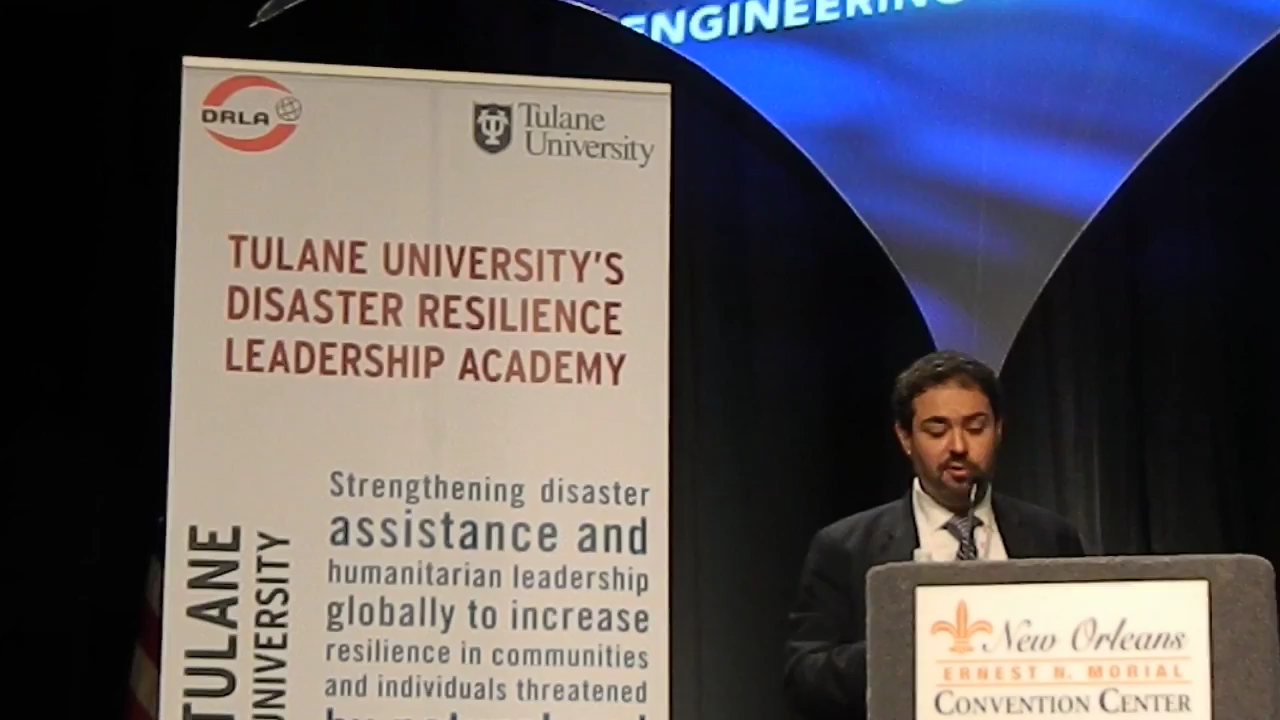 ENGINEERING
DRLA
Tulane
University
TULANE UNIVERSITY'S
DISASTER RESILIENCE
LEADERSHIP ACADEMY
Strengthening disaster
assistance and
humanitarian leadership
globally to increase
resilience in communities
and individuals threatened
TULANE
UNIVERSITY
New Orleans
ERNEST N. MORIAL
CONVENTION CENTER